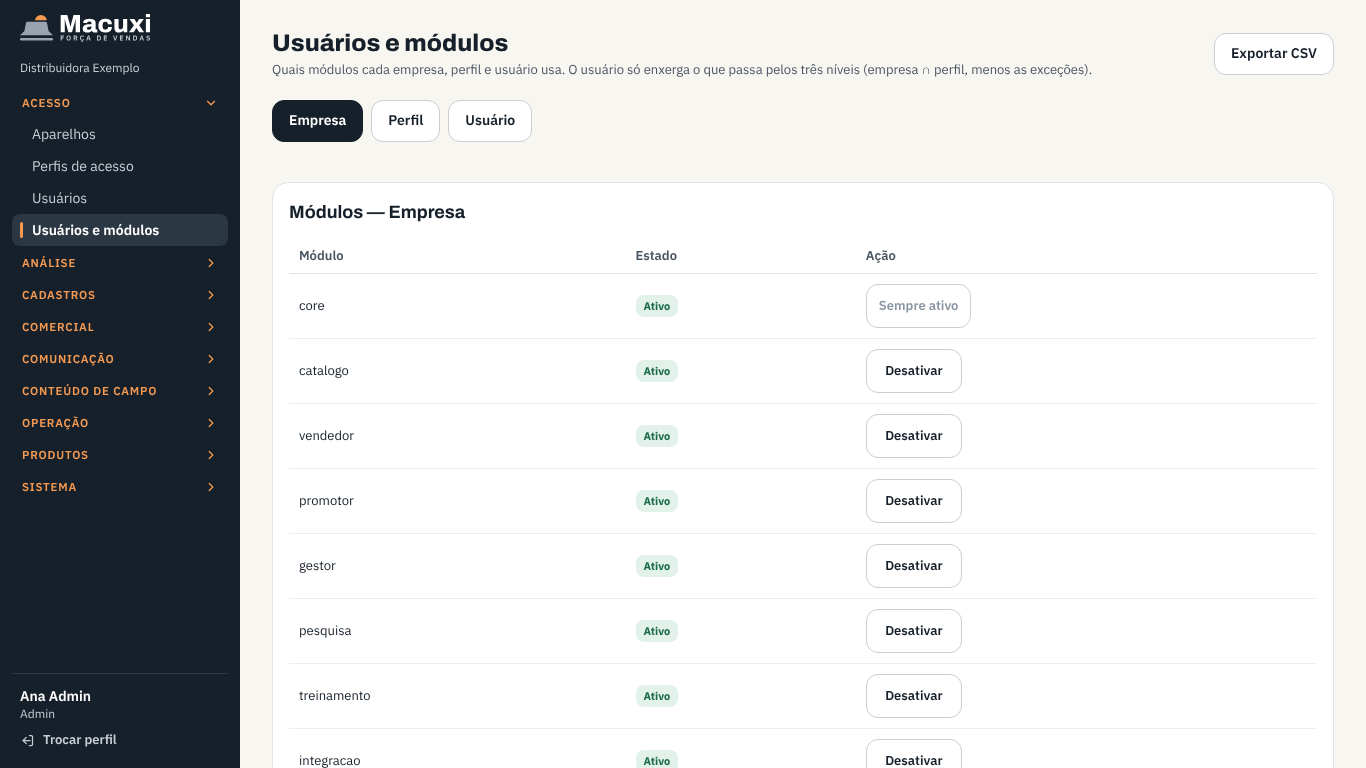 Macuxi
FORÇA DE VENDAS
Distribuidora Exemplo
ACESSO
Aparelhos
Perfis de acesso
Usuários
Usuários e módulos
ANÁLISE
CADASTROS
COMERCIAL
COMUNICAÇÃO
CONTEÚDO DE CAMPO
OPERAÇÃO
PRODUTOS
SISTEMA
Ana Admin
Admin
Trocar perfil
Usuários e módulos
Quais módulos cada empresa, perfil e usuário usa. O usuário só enxerga o que passa pelos três níveis (empresa ∩ perfil, menos as exceções).
Exportar CSV
Empresa Perfil Usuário
Módulos — Empresa
Módulo Estado Ação
core Ativo Sempre ativo
catalogo Ativo Desativar
vendedor Ativo Desativar
promotor Ativo Desativar
gestor Ativo Desativar
pesquisa Ativo Desativar
treinamento Ativo Desativar
integracao Ativo Desativar